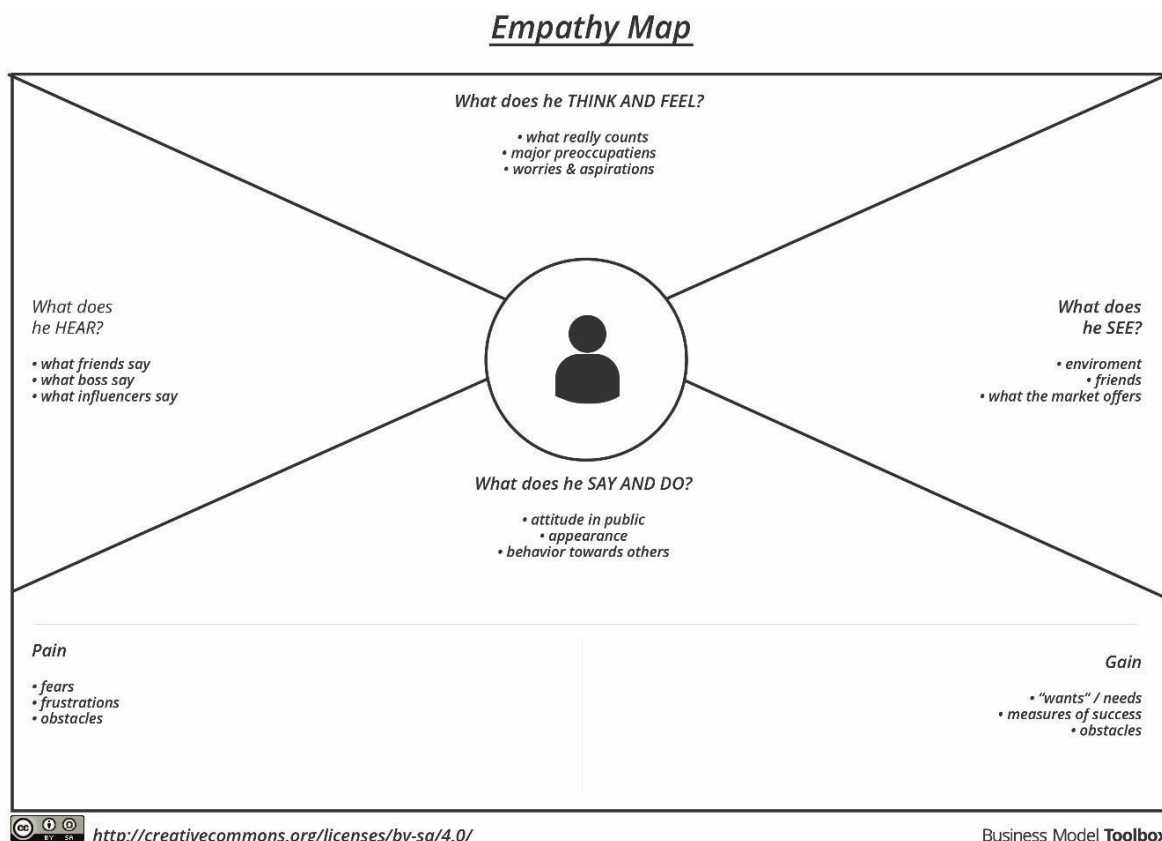 Empathy Map
What does he THINK AND FEEL?
• what really counts
• major preoccupatiens
• worries & aspirations
What does
he HEAR?
• what friends say
• what boss say
• what influencers say
What does
he SEE?
• enviroment
• friends
• what the market offers
What does he SAY AND DO?
• attitude in public
• appearance
• behavior towards others
Pain
• fears
• frustrations
• obstacles
Gain
• “wants“ / needs
• measures of success
• obstacles
cc BY SA
http://creativecommons.org/licenses/by-sa/4.0/
Business Model Toolbox